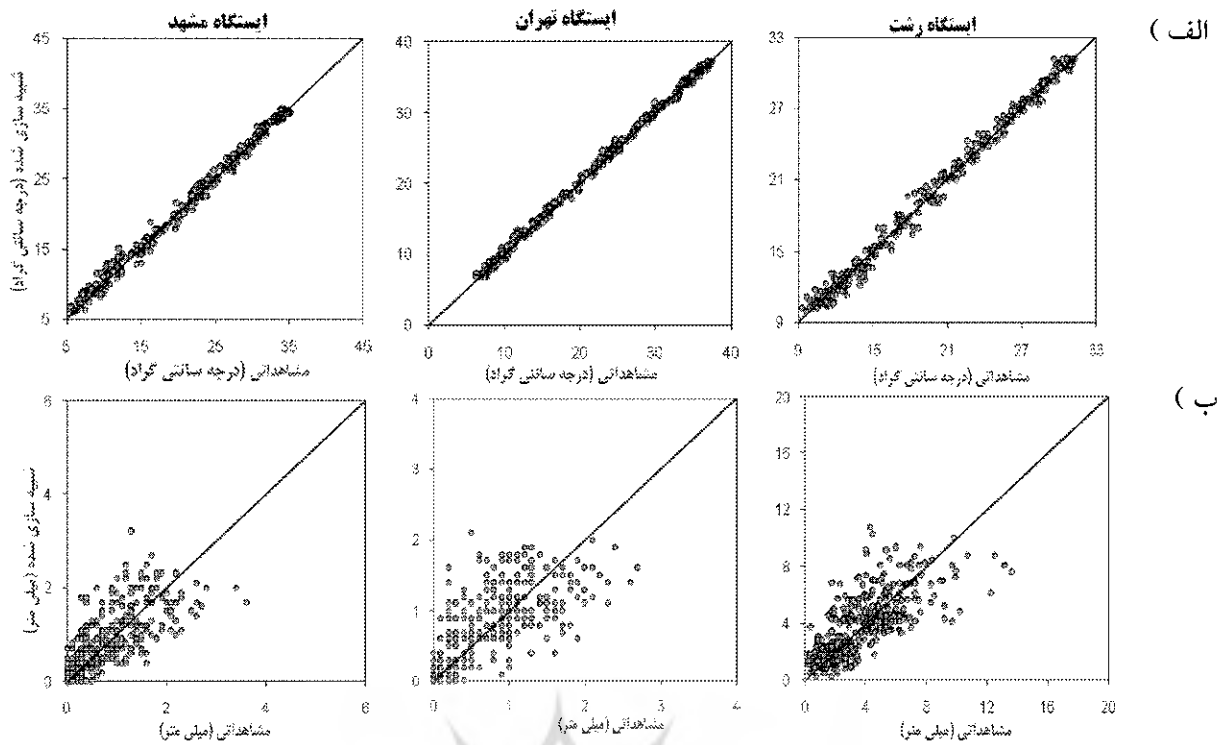 الف )
ایستگاه رشت
ایستگاه تهران
ایستگاه مشهد
شبیه سازی شده (درجه سانتی گراد)
45
35
25
15
5
5 15 25 35 45
مشاهداتی (درجه سانتی گراد)
40
30
20
10
0
0 10 20 30 40
مشاهداتی (درجه سانتی گراد)
33
27
21
15
9
9 15 21 27 33
مشاهداتی (درجه سانتی گراد)
ب )
شبیه سازی شده (میلی متر)
6
4
2
0
0 2 4 6
مشاهداتی (میلی متر)
4
3
2
1
0
0 1 2 3 4
مشاهداتی (میلی متر)
20
12
8
4
0
0 4 8 12 16 20
مشاهداتی (میلی متر)